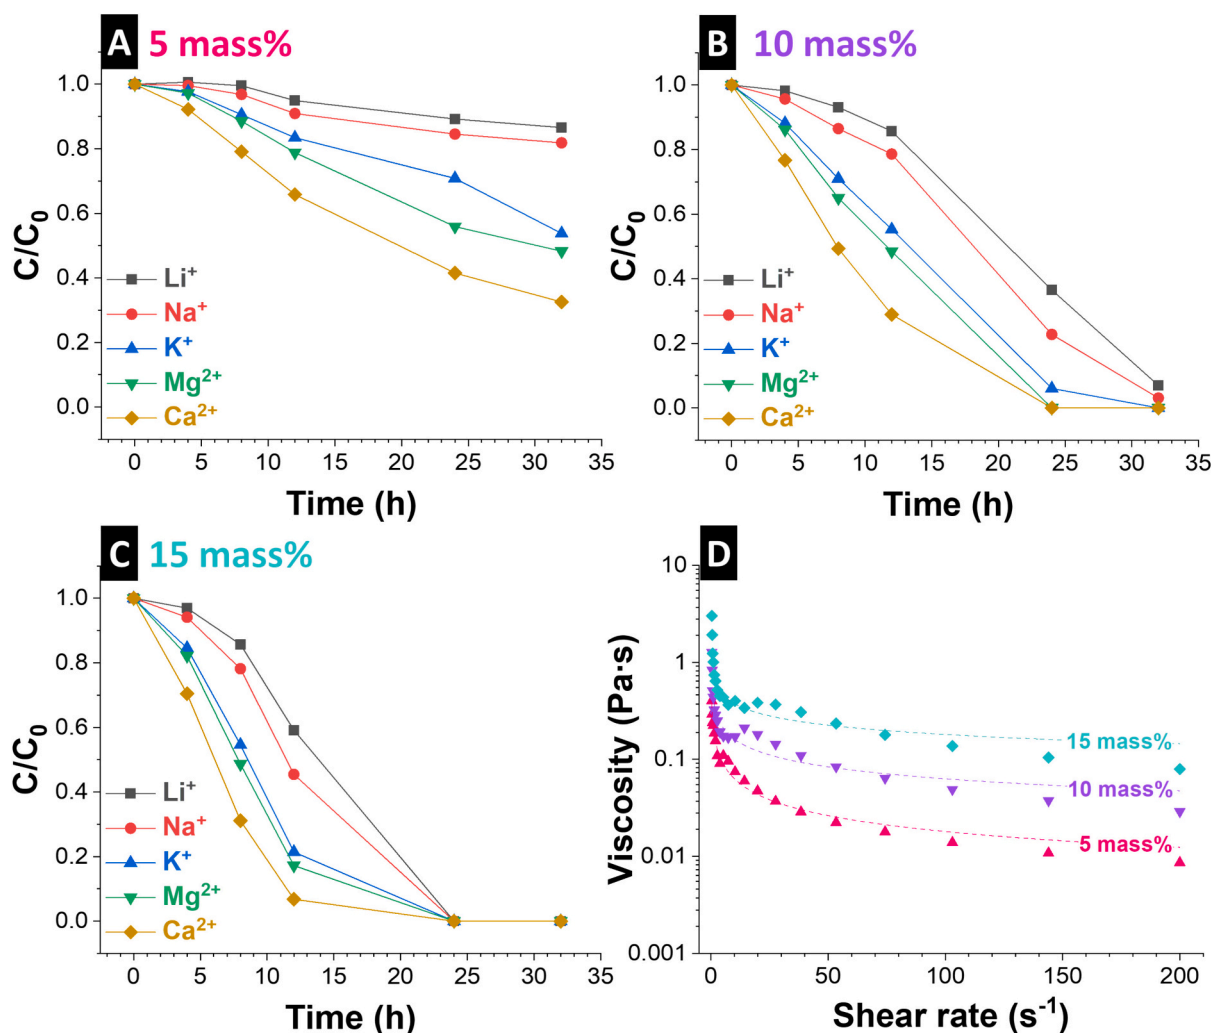 A 5 mass%
1.0
0.8
0.6
0.4
0.2
0.0
C/C₀
Li⁺
Na⁺
K⁺
Mg²⁺
Ca²⁺
0 5 10 15 20 25 30 35
Time (h)
B 10 mass%
1.0
0.8
0.6
0.4
0.2
0.0
C/C₀
Li⁺
Na⁺
K⁺
Mg²⁺
Ca²⁺
0 5 10 15 20 25 30 35
Time (h)
C 15 mass%
1.0
0.8
0.6
0.4
0.2
0.0
C/C₀
Li⁺
Na⁺
K⁺
Mg²⁺
Ca²⁺
0 5 10 15 20 25 30 35
Time (h)
D
10
1
0.1
0.01
0.001
Viscosity (Pa·s)
15 mass%
10 mass%
5 mass%
0 50 100 150 200
Shear rate (s⁻¹)